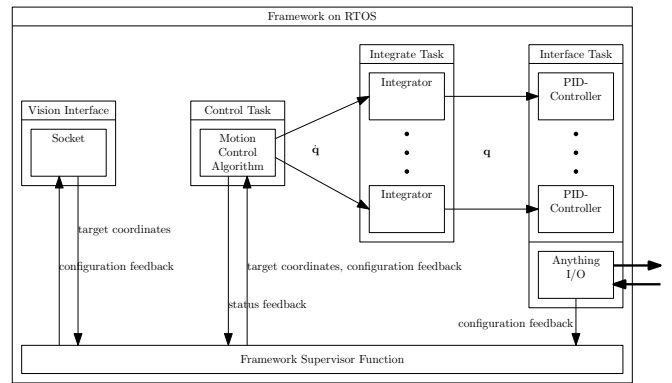 Framework on RTOS
Integrate Task
Interface Task
Integrator
PID-
Controller
Vision Interface
Control Task
Socket
Motion
Control
Algorithm
q̇
q
Integrator
PID-
Controller
target coordinates
configuration feedback
target coordinates, configuration feedback
Anything
I/O
status feedback
configuration feedback
Framework Supervisor Function